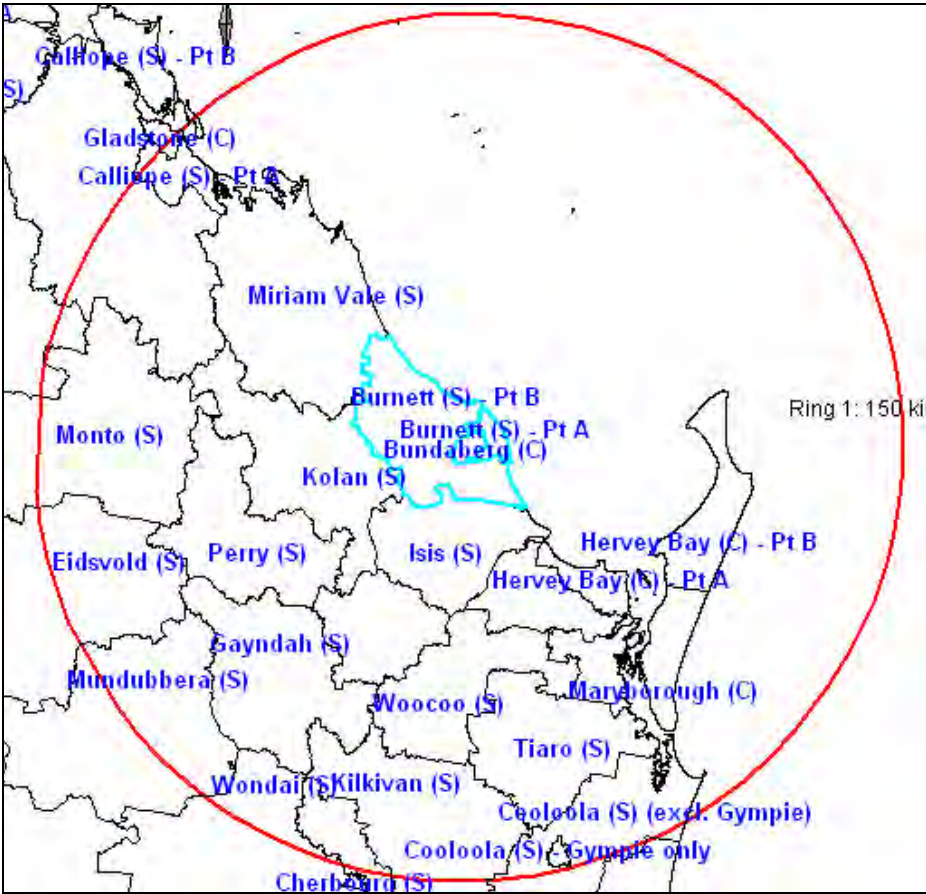 A
Calliope (S) - Pt B
S)
Gladstone (C)
Calliope (S) - Pt A
Miriam Vale (S)
Burnett (S) - Pt B
Ring 1: 150 ki
Burnett (S) - Pt A
Monto (S)
Bundaberg (C)
Kolan (S)
Hervey Bay (C) - Pt B
Eidsvold (S)
Perry (S)
Isis (S)
Hervey Bay (C) - Pt A
Gayndah (S)
Mundubbera (S)
Maryborough (C)
Woocoo (S)
Tiaro (S)
Wondai (S)
Kilkivan (S)
Cooloola (S) (excl. Gympie)
Cooloola (S) - Gympie only
Cherbourg (S)